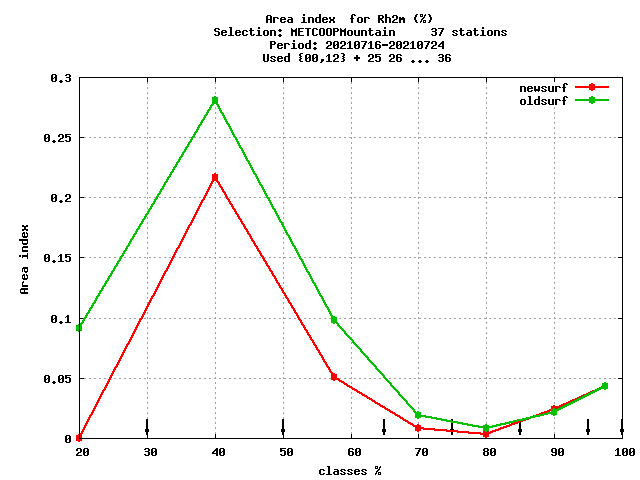 Area index  for Rh2m (%)
Selection: METCOOPMountain     37 stations
Period: 20210716-20210724
Used {00,12} + 25 26 ... 36
newsurf
oldsurf
0.3
0.25
0.2
0.15
0.1
0.05
0
Area index
20 30 40 50 60 70 80 90 100
classes %